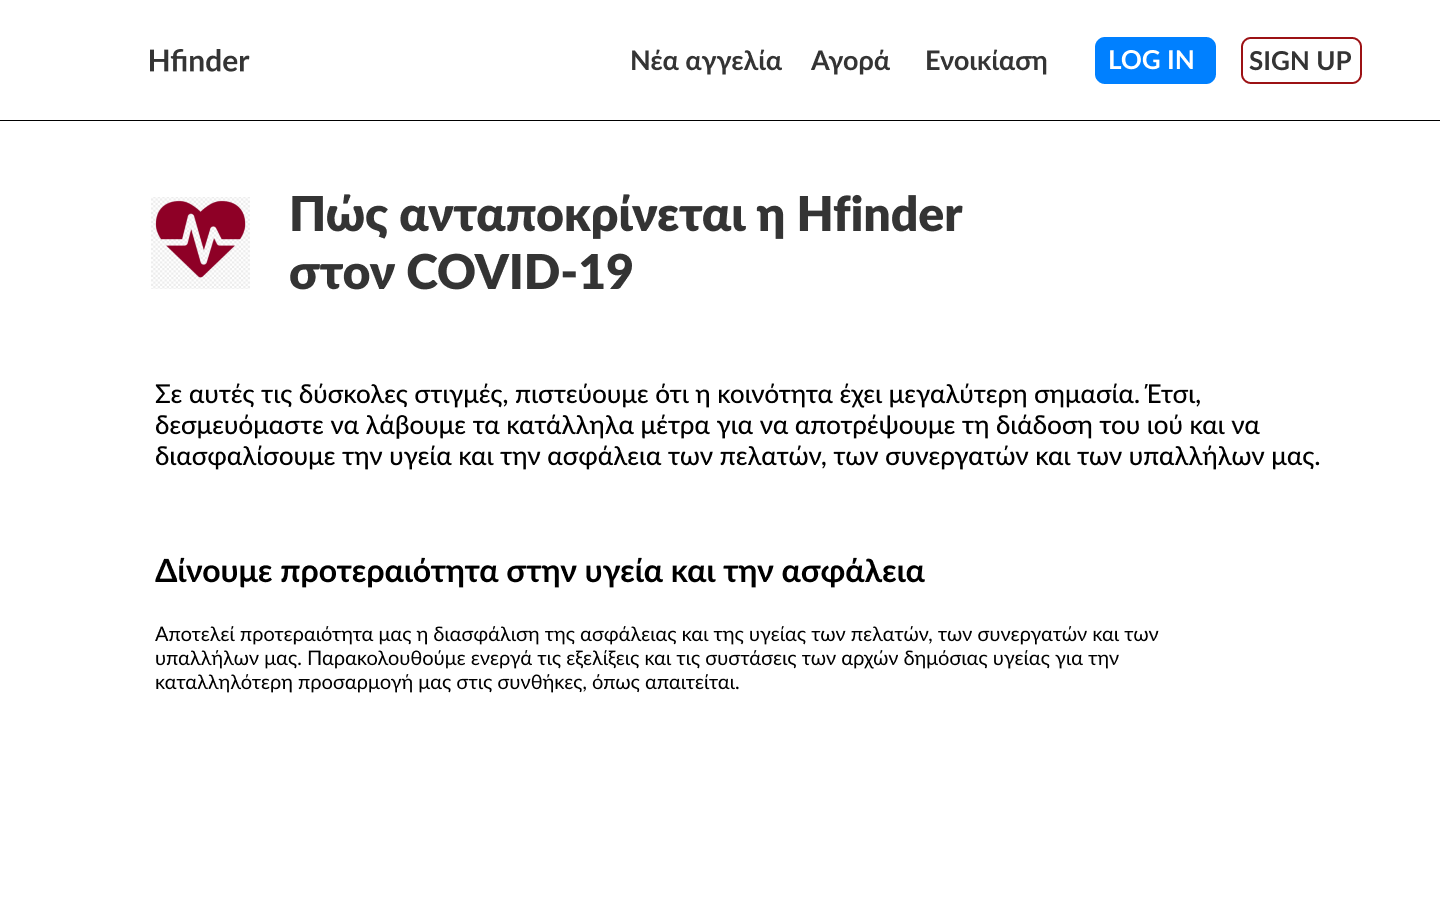 Hfinder
Νέα αγγελία Αγορά Ενοικίαση LOG IN SIGN UP
Πώς ανταποκρίνεται η Hfinder
στον COVID-19
Σε αυτές τις δύσκολες στιγμές, πιστεύουμε ότι η κοινότητα έχει μεγαλύτερη σημασία. Έτσι,
δεσμευόμαστε να λάβουμε τα κατάλληλα μέτρα για να αποτρέψουμε τη διάδοση του ιού και να
διασφαλίσουμε την υγεία και την ασφάλεια των πελατών, των συνεργατών και των υπαλλήλων μας.
Δίνουμε προτεραιότητα στην υγεία και την ασφάλεια
Αποτελεί προτεραιότητα μας η διασφάλιση της ασφάλειας και της υγείας των πελατών, των συνεργατών και των
υπαλλήλων μας. Παρακολουθούμε ενεργά τις εξελίξεις και τις συστάσεις των αρχών δημόσιας υγείας για την
καταλληλότερη προσαρμογή μας στις συνθήκες, όπως απαιτείται.